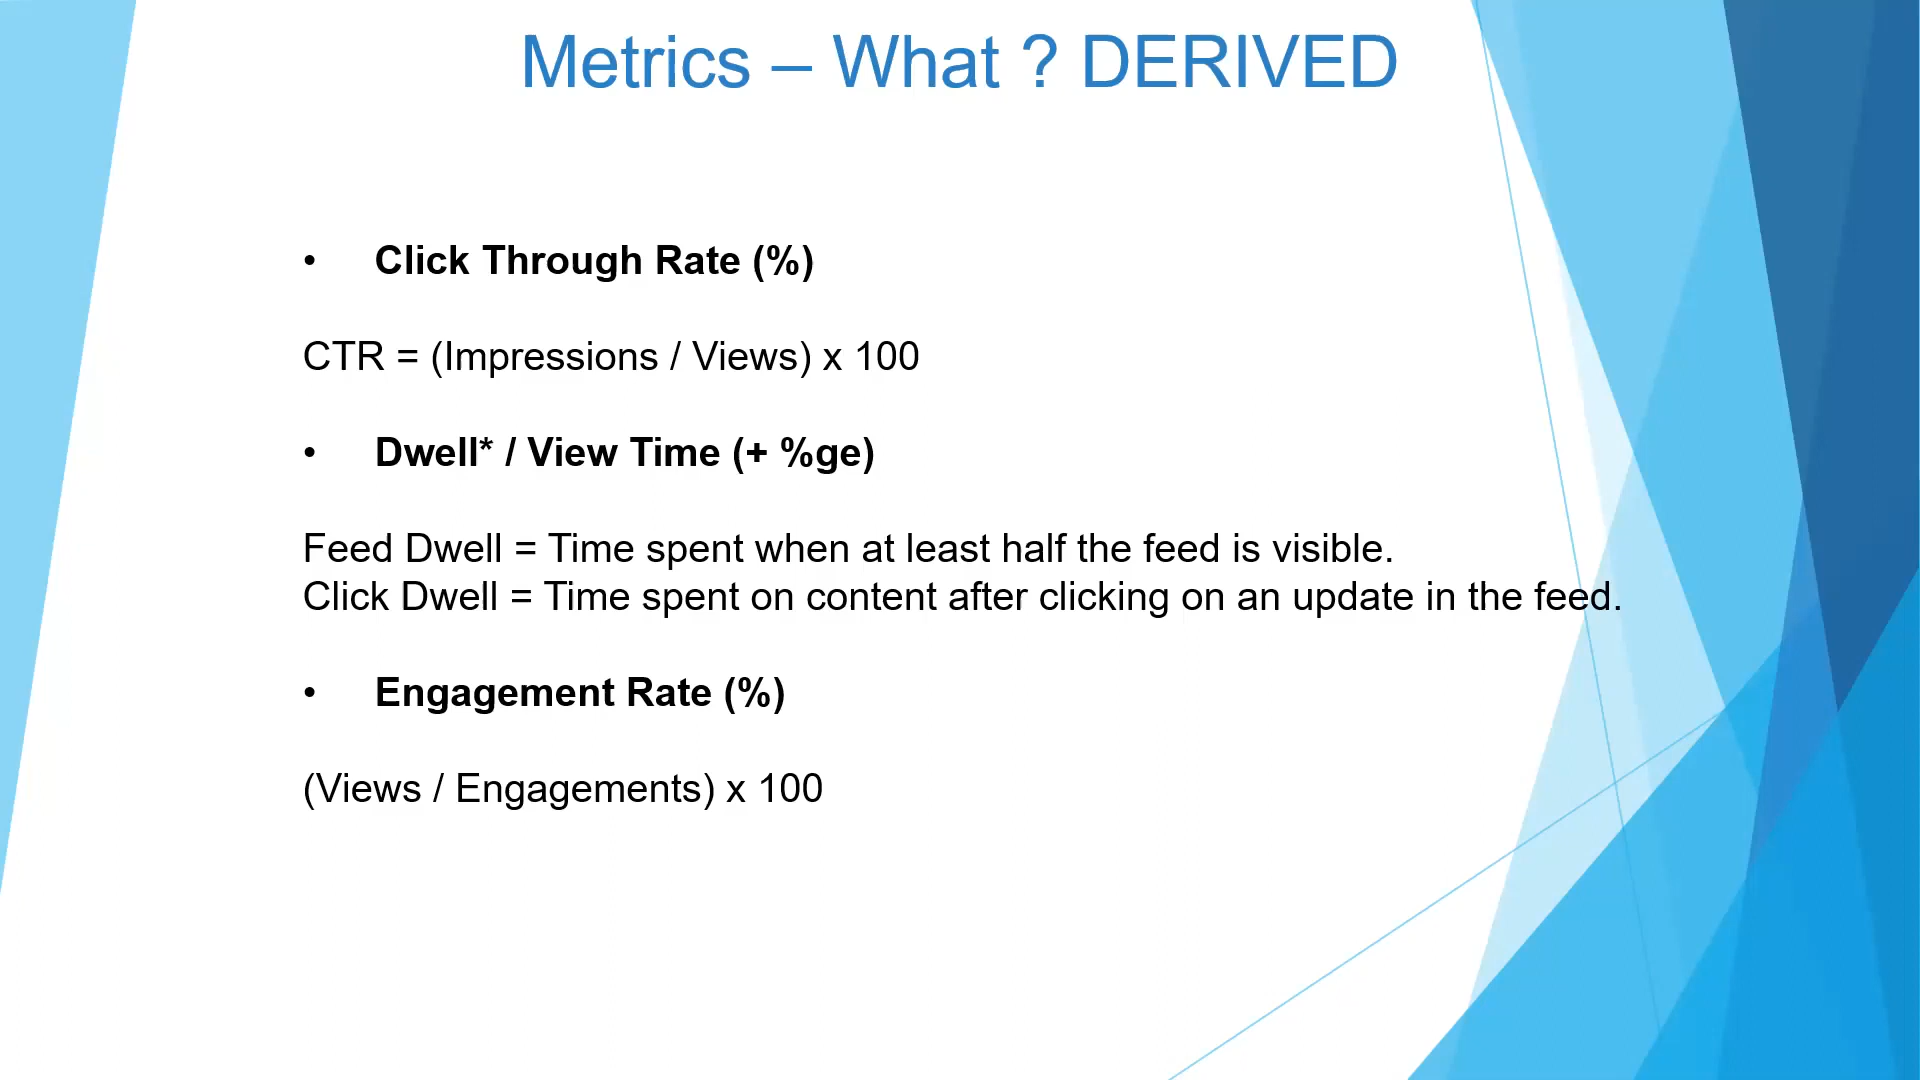 Metrics – What ? DERIVED
• Click Through Rate (%)
CTR = (Impressions / Views) x 100
• Dwell* / View Time (+ %ge)
Feed Dwell = Time spent when at least half the feed is visible.
Click Dwell = Time spent on content after clicking on an update in the feed.
• Engagement Rate (%)
(Views / Engagements) x 100